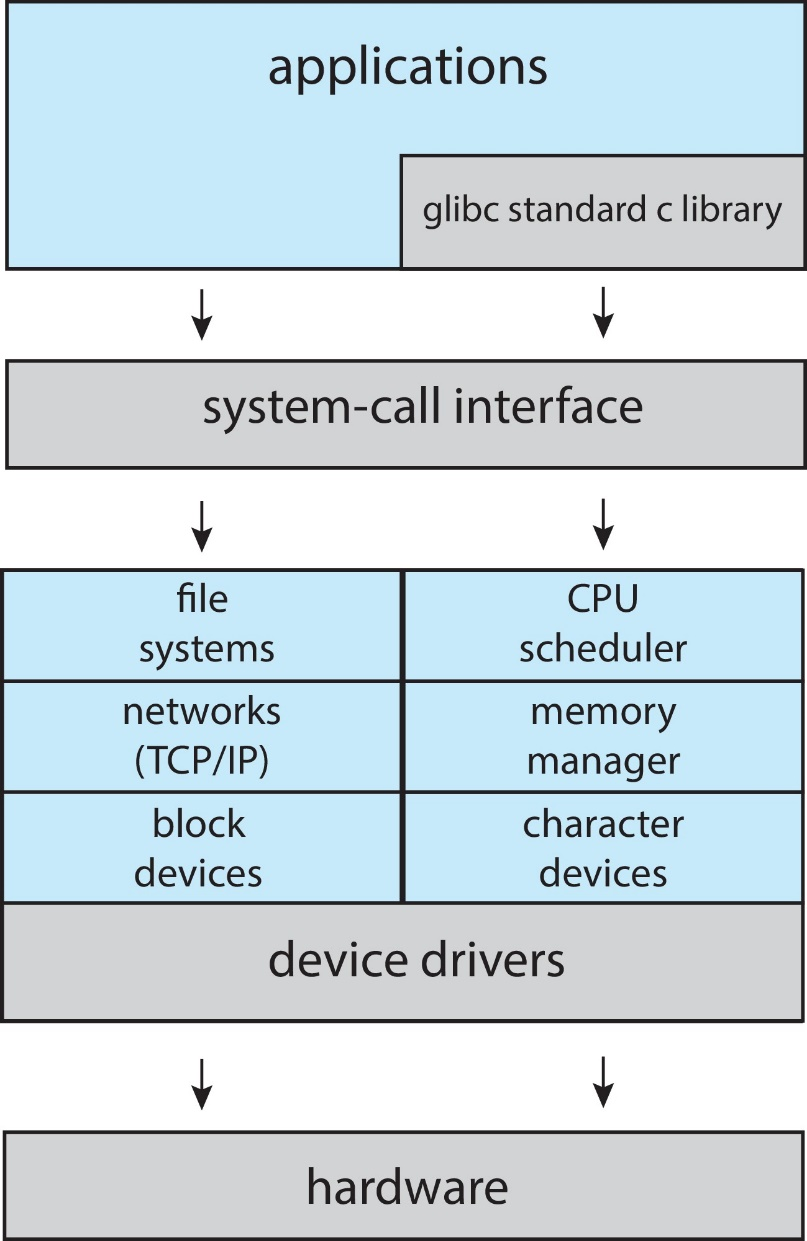 applications
glibc standard c library
system-call interface
file
systems
CPU
scheduler
networks
(TCP/IP)
memory
manager
block
devices
character
devices
device drivers
hardware